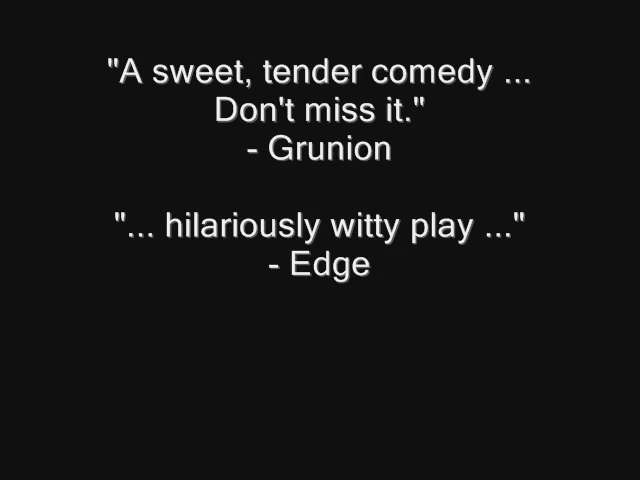 "A sweet, tender comedy ...
Don't miss it."
- Grunion
"... hilariously witty play ..."
- Edge